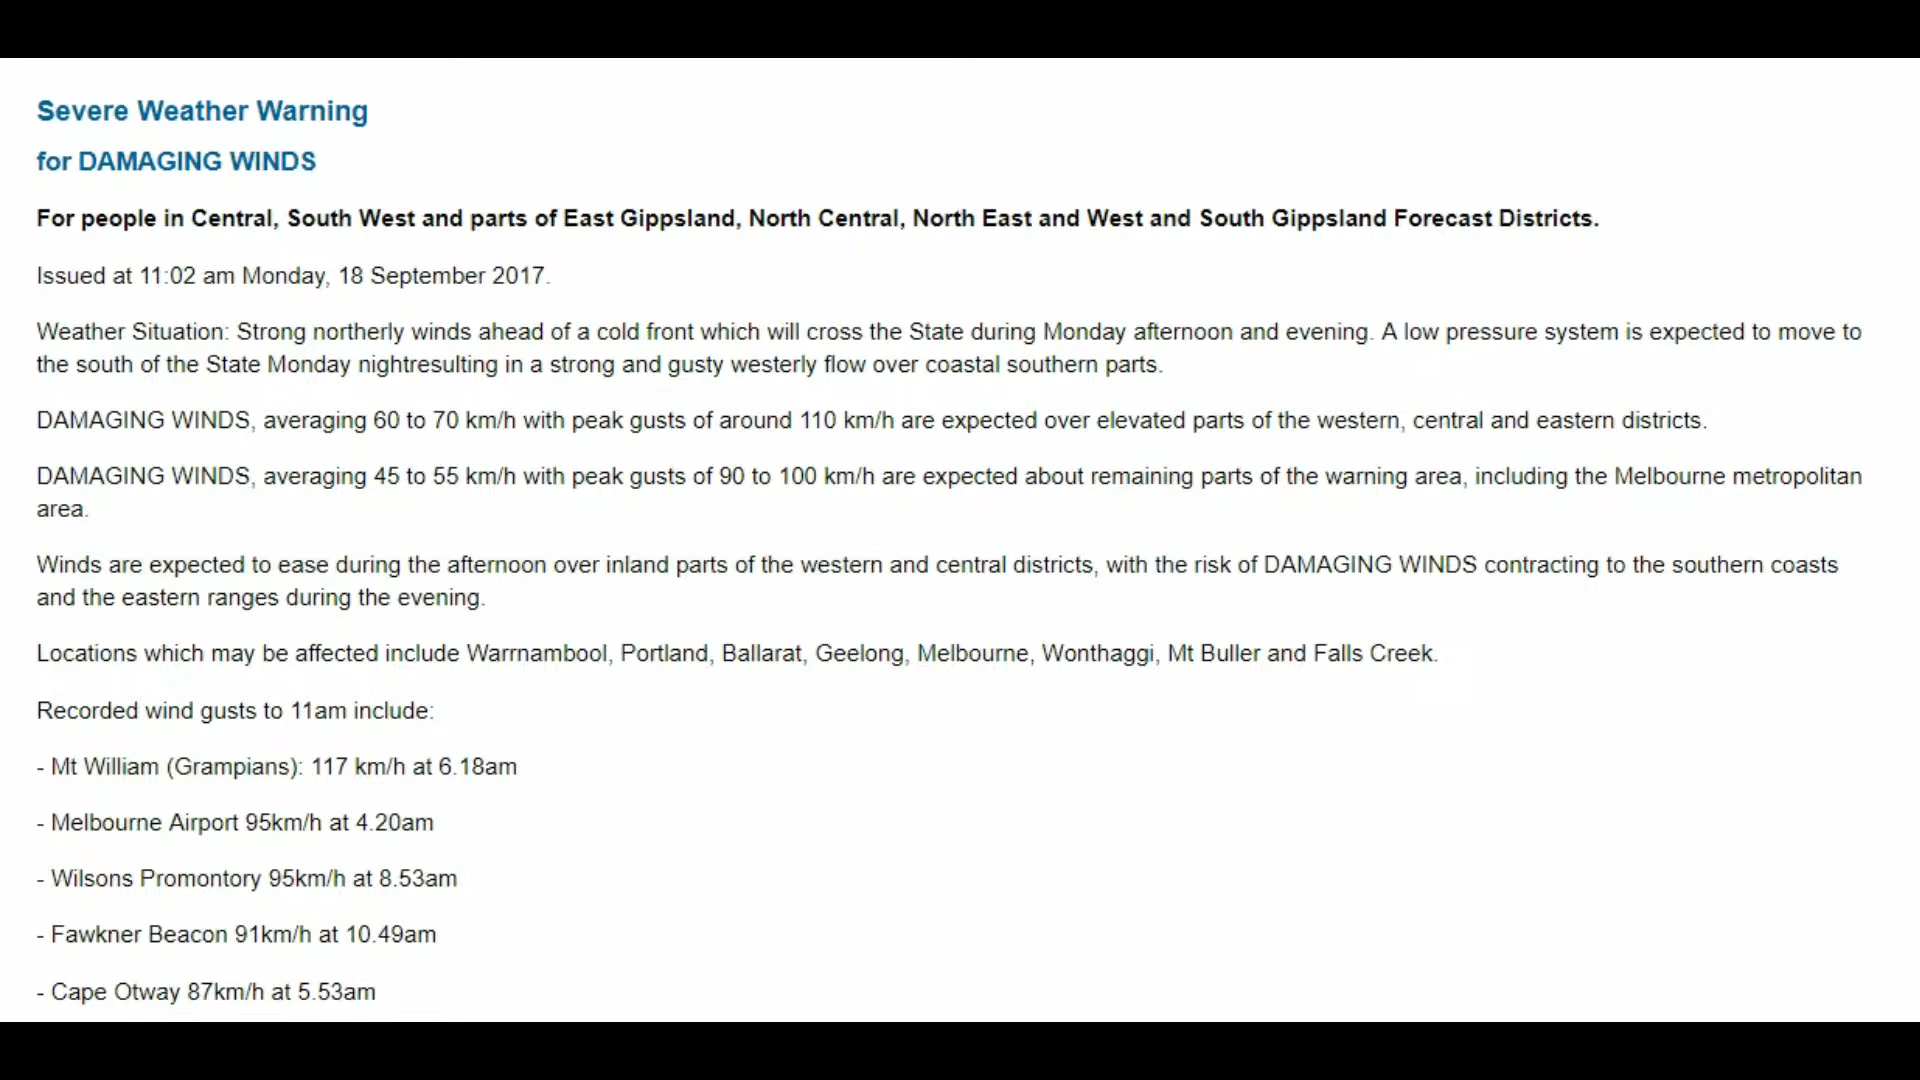 Severe Weather Warning
for DAMAGING WINDS
For people in Central, South West and parts of East Gippsland, North Central, North East and West and South Gippsland Forecast Districts.
Issued at 11:02 am Monday, 18 September 2017.
Weather Situation: Strong northerly winds ahead of a cold front which will cross the State during Monday afternoon and evening. A low pressure system is expected to move to
the south of the State Monday nightresulting in a strong and gusty westerly flow over coastal southern parts.
DAMAGING WINDS, averaging 60 to 70 km/h with peak gusts of around 110 km/h are expected over elevated parts of the western, central and eastern districts.
DAMAGING WINDS, averaging 45 to 55 km/h with peak gusts of 90 to 100 km/h are expected about remaining parts of the warning area, including the Melbourne metropolitan
area.
Winds are expected to ease during the afternoon over inland parts of the western and central districts, with the risk of DAMAGING WINDS contracting to the southern coasts
and the eastern ranges during the evening.
Locations which may be affected include Warrnambool, Portland, Ballarat, Geelong, Melbourne, Wonthaggi, Mt Buller and Falls Creek.
Recorded wind gusts to 11am include:
- Mt William (Grampians): 117 km/h at 6.18am
- Melbourne Airport 95km/h at 4.20am
- Wilsons Promontory 95km/h at 8.53am
- Fawkner Beacon 91km/h at 10.49am
- Cape Otway 87km/h at 5.53am